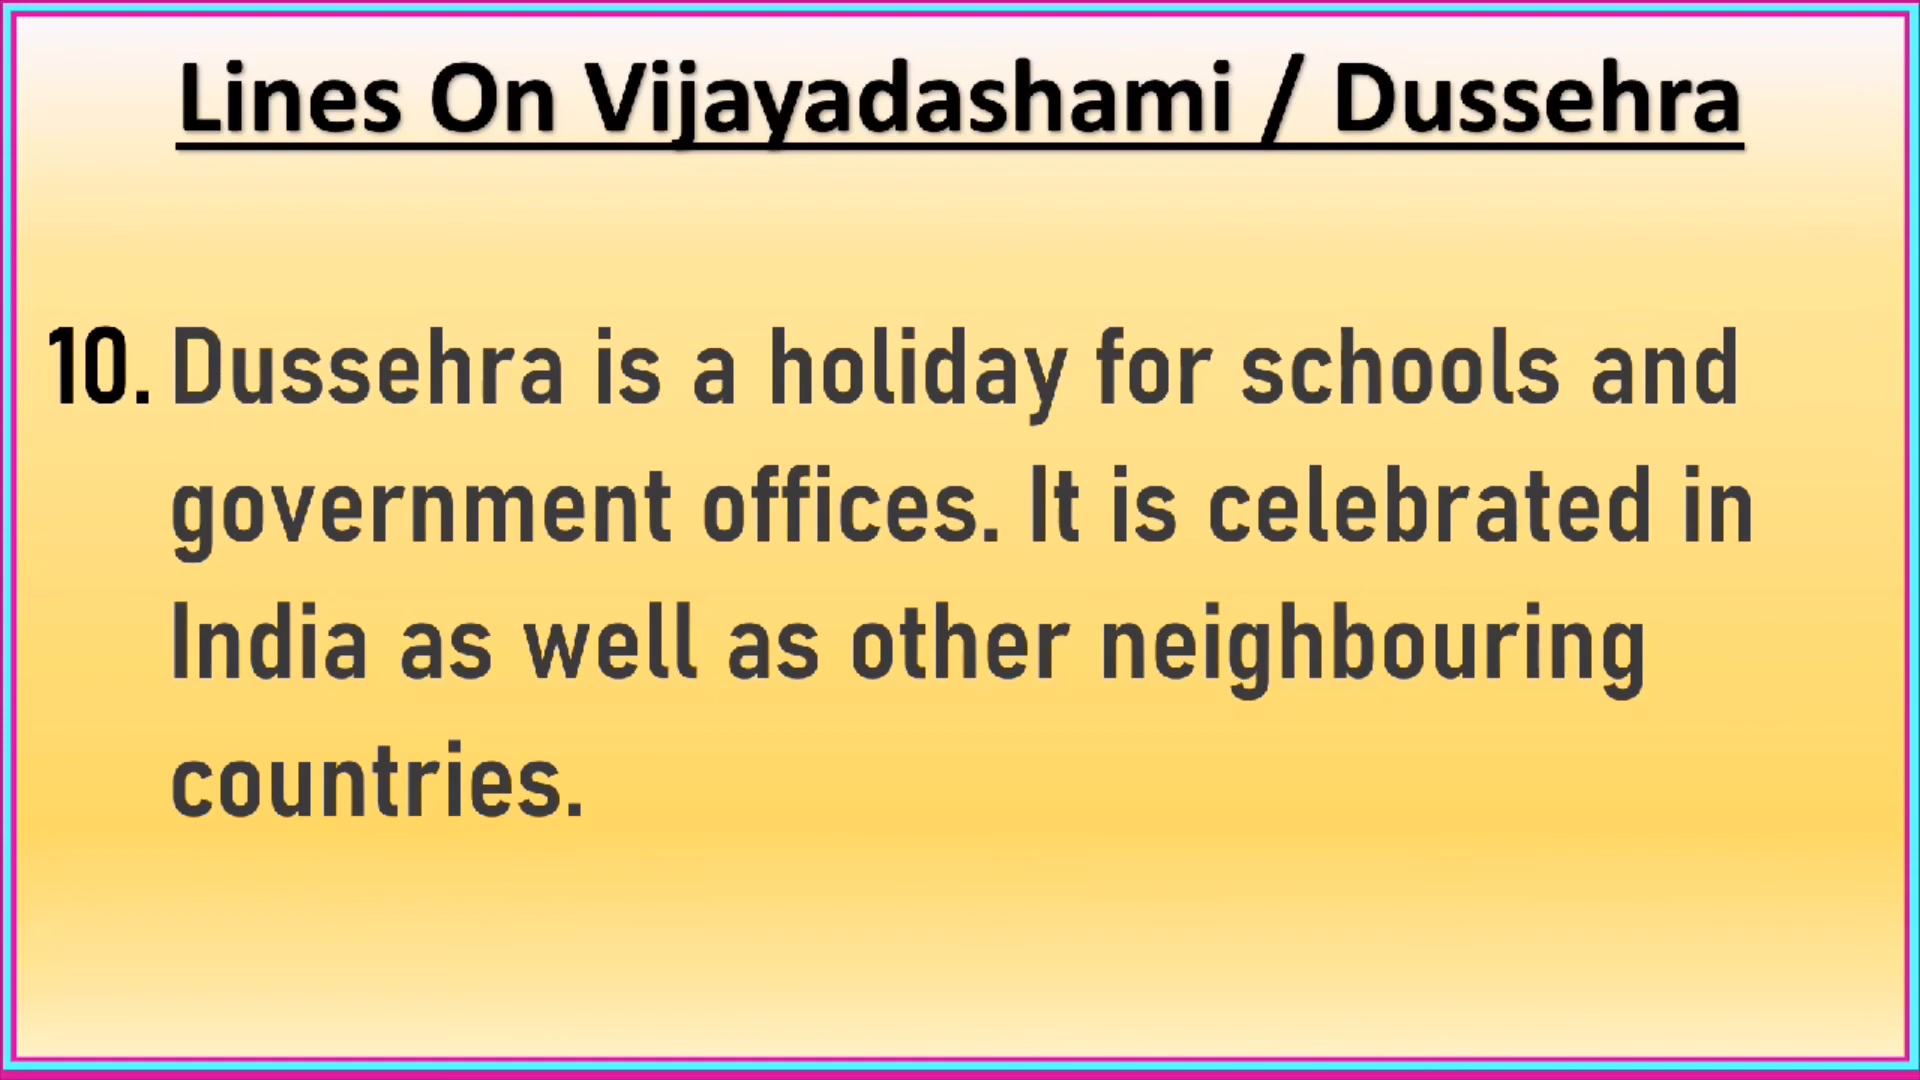 Lines On Vijayadashami / Dussehra
10. Dussehra is a holiday for schools and
government offices. It is celebrated in
India as well as other neighbouring
countries.